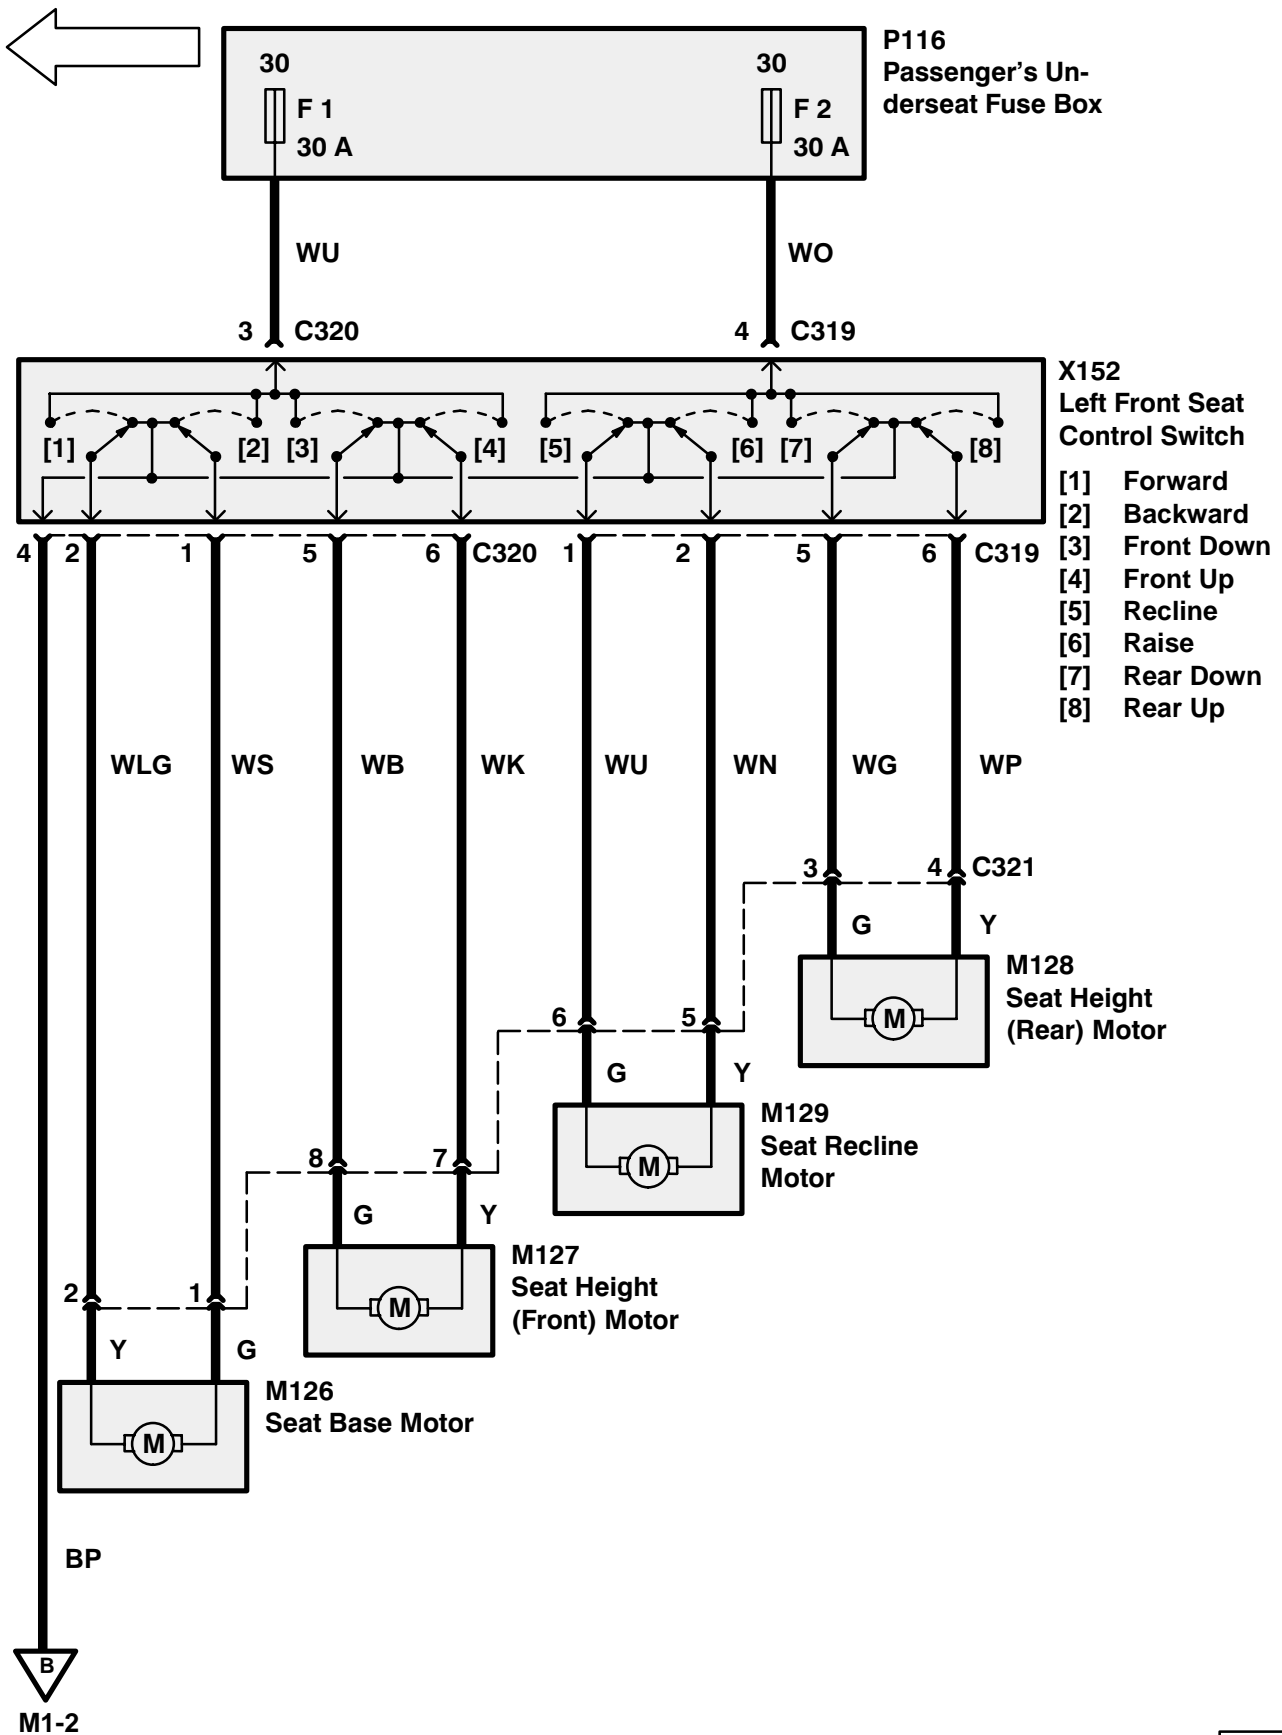 P116
Passenger's Un-
derseat Fuse Box
30
30
F 1
F 2
30 A
30 A
WU
WO
3
C320
4
C319
X152
Left Front Seat
Control Switch
[1]
[2]
[3]
[4]
[5]
[6]
[7]
[8]
[1] Forward
[2] Backward
[3] Front Down
[4] Front Up
[5] Recline
[6] Raise
[7] Rear Down
[8] Rear Up
4
2
1
5
6
C320
1
2
5
6
C319
WLG
WS
WB
WK
WU
WN
WG
WP
3
4
C321
G
Y
M128
Seat Height
(Rear) Motor
M
6
5
G
Y
M129
Seat Recline
Motor
M
8
7
G
Y
M127
Seat Height
(Front) Motor
M
2
1
Y
G
M126
Seat Base Motor
M
BP
B
M1-2